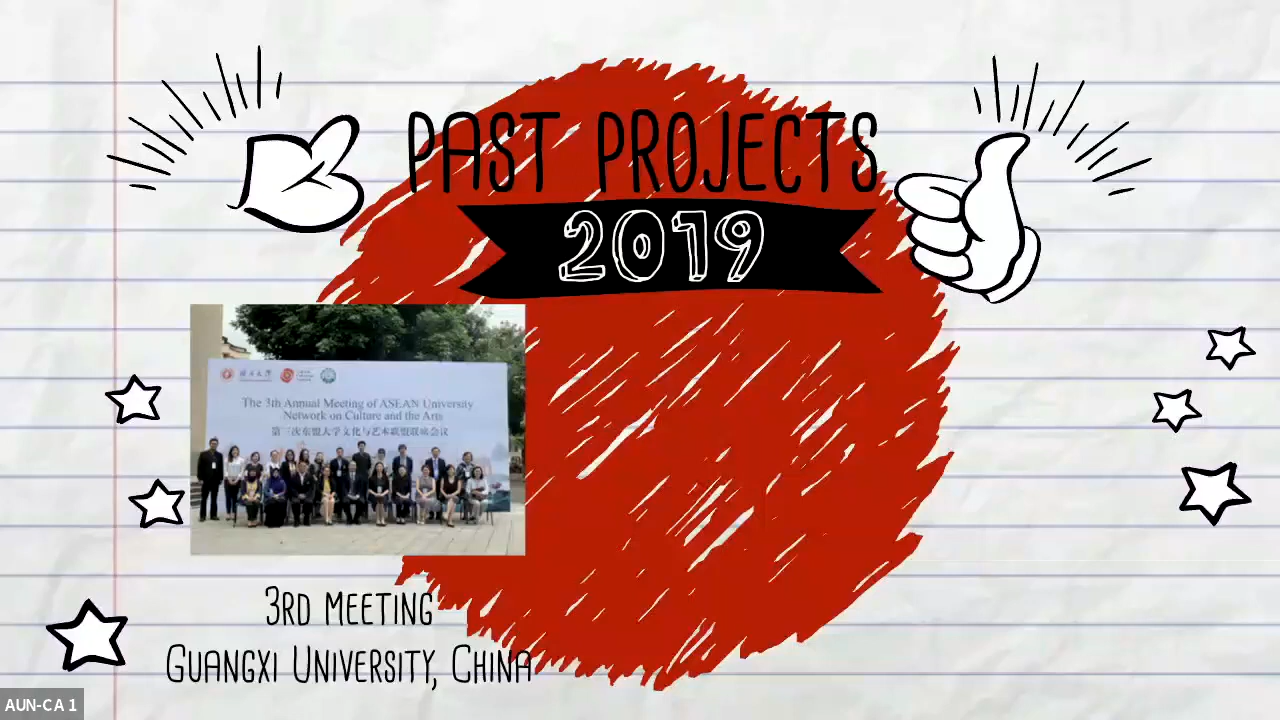 PAST PROJECTS
2019
The 3th Annual Meeting of ASEAN University
Network on Culture and the Arts
第三次东盟大学文化与艺术联盟联席会议
3RD MEETING
GUANGXI UNIVERSITY, CHINA
AUN-CA 1